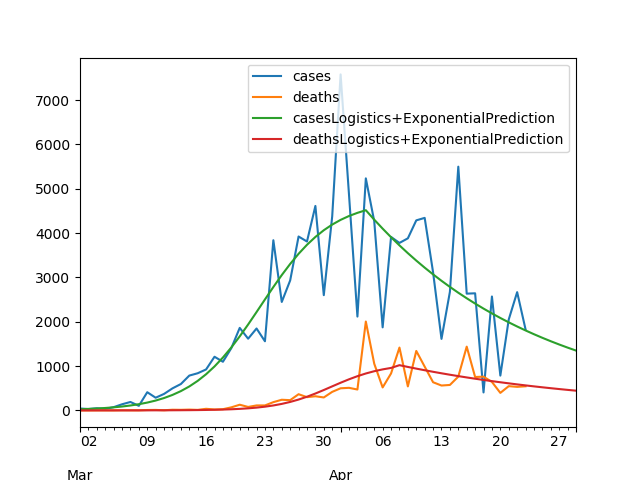 cases
deaths
casesLogistics+ExponentialPrediction
deathsLogistics+ExponentialPrediction
7000
6000
5000
4000
3000
2000
1000
0
02 09 16 23 30 06 13 20 27
Mar Apr